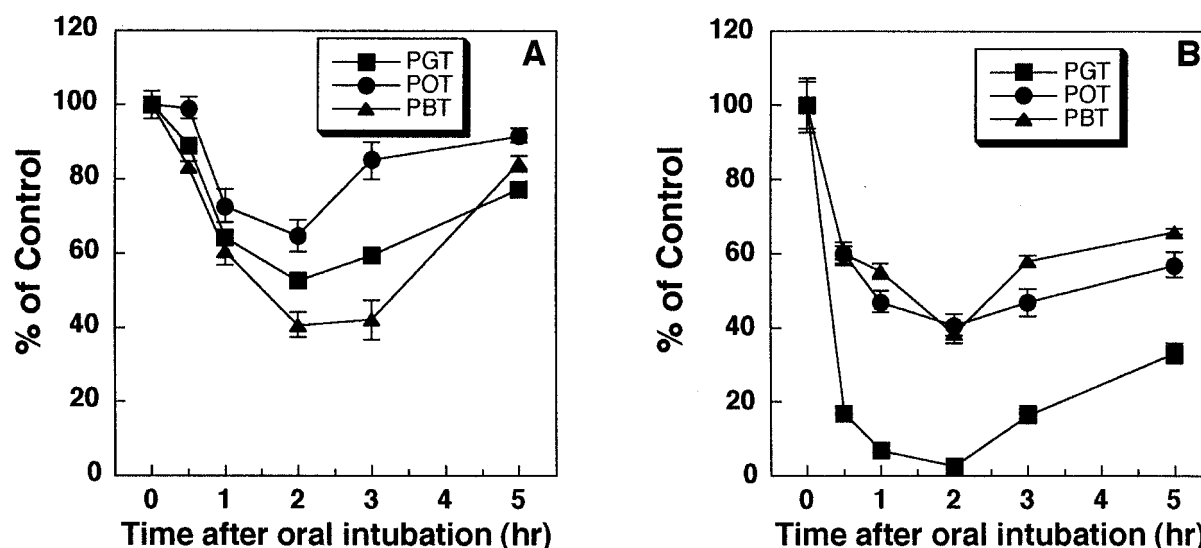 A
PGT
POT
PBT
120
100
80
60
40
20
0
% of Control
0 1 2 3 4 5
Time after oral intubation (hr)
B
PGT
POT
PBT
120
100
80
60
40
20
0
% of Control
0 1 2 3 4 5
Time after oral intubation (hr)